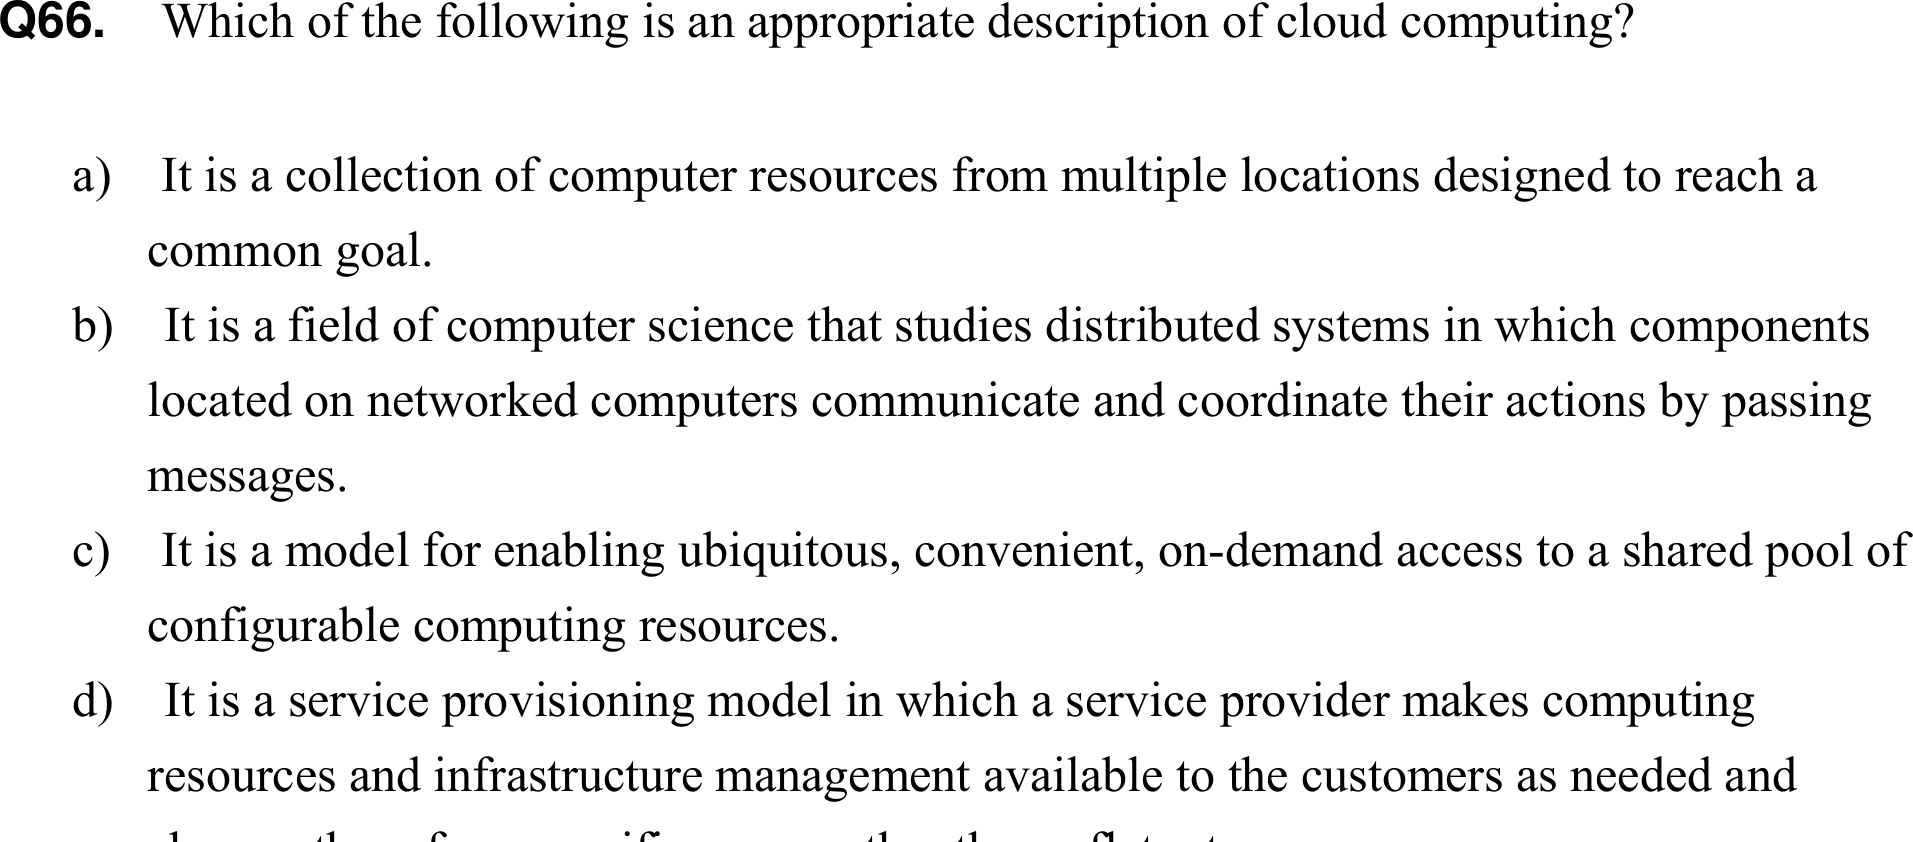 Q66. Which of the following is an appropriate description of cloud computing?
a) It is a collection of computer resources from multiple locations designed to reach a
common goal.
b) It is a field of computer science that studies distributed systems in which components
located on networked computers communicate and coordinate their actions by passing
messages.
c) It is a model for enabling ubiquitous, convenient, on-demand access to a shared pool of
configurable computing resources.
d) It is a service provisioning model in which a service provider makes computing
resources and infrastructure management available to the customers as needed and